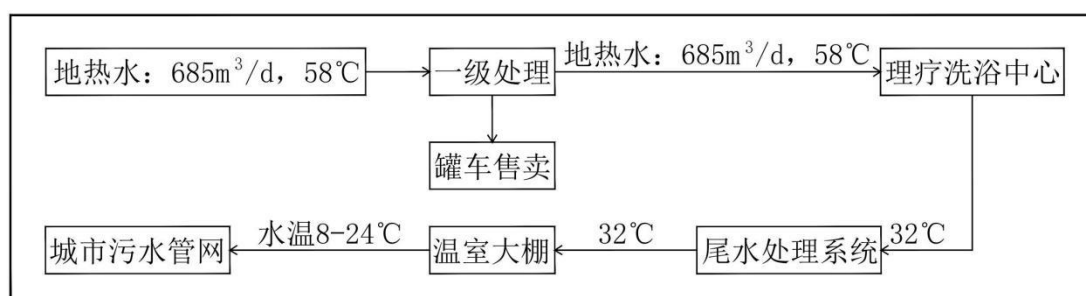 地热水：685m³/d，58℃
一级处理
地热水：685m³/d，58℃
理疗洗浴中心
罐车售卖
城市污水管网
水温8-24℃
温室大棚
32℃
尾水处理系统
32℃